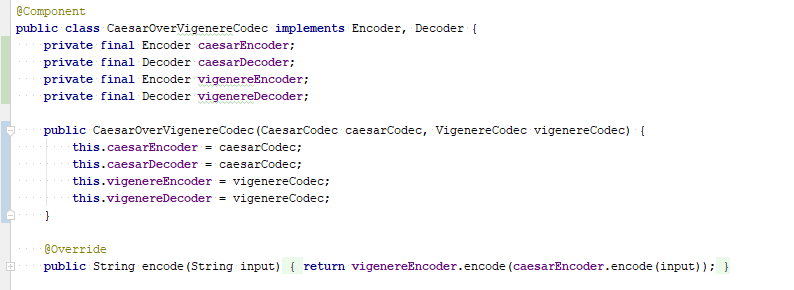 @Component
public class CaesarOverVigenereCodec implements Encoder, Decoder {
    private final Encoder caesarEncoder;
    private final Decoder caesarDecoder;
    private final Encoder vigenereEncoder;
    private final Decoder vigenereDecoder;

    public CaesarOverVigenereCodec(CaesarCodec caesarCodec, VigenereCodec vigenereCodec) {
        this.caesarEncoder = caesarCodec;
        this.caesarDecoder = caesarCodec;
        this.vigenereEncoder = vigenereCodec;
        this.vigenereDecoder = vigenereCodec;
    }

    @Override
    public String encode(String input) { return vigenereEncoder.encode(caesarEncoder.encode(input)); }